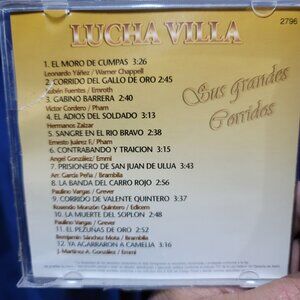 LUCHA VILLA
2796
Sus grandes
Corridos
1. EL MORO DE CUMPAS 3:26
Leonardo Yáñez / Warner Chappell
2. CORRIDO DEL GALLO DE ORO 2:45
Rubén Fuentes / Emroth
3. GABINO BARRERA 2:40
Victor Cordero / Pham
4. EL ADIOS DEL SOLDADO 3:13
Hermanos Zaizar
5. SANGRE EN EL RIO BRAVO 2:38
Ernesto Juárez F./ Pham
6. CONTRABANDO Y TRAICION 3:15
Angel González/ Emmi
7. PRISIONERO DE SAN JUAN DE ULUA 4:43
Arr. García Peña / Brambila
8. LA BANDA DEL CARRO ROJO 2:50
Paulino Vargas / Grever
9. CORRIDO DE VALENTE QUINTERO 3:37
Rosendo Monzón Quintero / Edicom
10. LA MUERTE DEL SOPLON 2:48
Paulino Vargas / Grever
11. EL PEZUÑAS DE ORO 2:52
Bemjamín Sánchez Mota / Brambila
12. YA AGARRARON A CAMELIA 3:16
J. Martínez A. González / Emmi